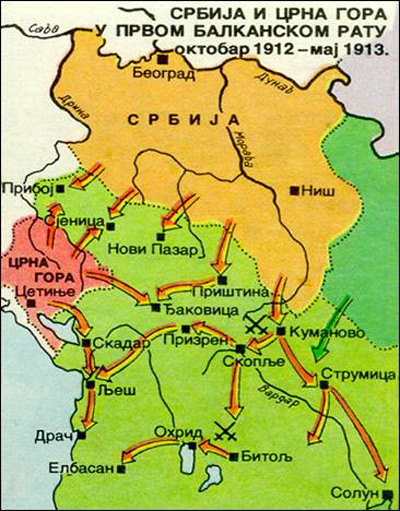 СРБИЈА И ЦРНА ГОРА
У ПРВОМ БАЛКАНСКОМ РАТУ
октобар 1912 – мај 1913.
Сава
Београд
Дунав
Дрина
СРБИЈА
Морава
Прибој
Сјеница
Ниш
Нови Пазар
ЦРНА
ГОРА
Цетиње
Приштина
Ђаковица
Скадар
Призрен
Куманово
Скопље
Љеш
Вардар
Струмица
Драч
Охрид
Елбасан
Битољ
Солун